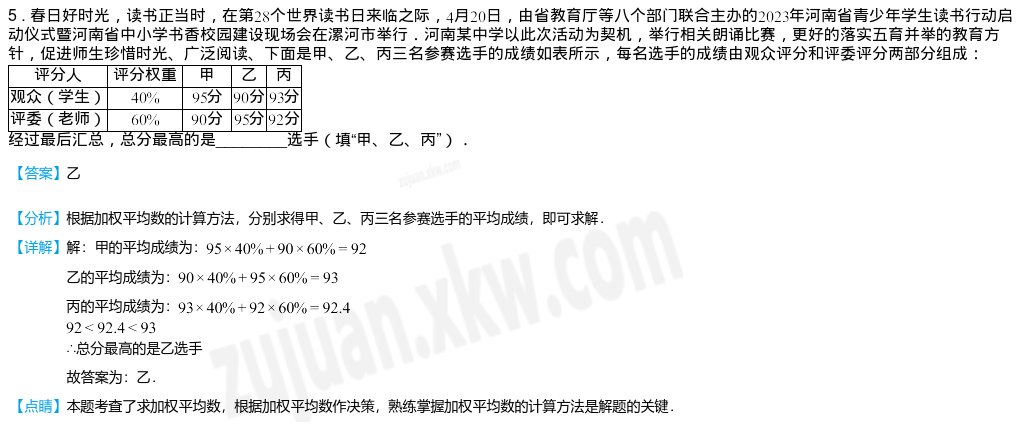 5．春日好时光，读书正当时，在第28个世界读书日来临之际，4月20日，由省教育厅等八个部门联合主办的2023年河南省青少年学生读书行动启
动仪式暨河南省中小学书香校园建设现场会在漯河市举行．河南某中学以此次活动为契机，举行相关朗诵比赛，更好的落实五育并举的教育方
针，促进师生珍惜时光、广泛阅读、下面是甲、乙、丙三名参赛选手的成绩如表所示，每名选手的成绩由观众评分和评委评分两部分组成：
评分人 评分权重 甲 乙 丙
观众（学生） 40% 95分 90分 93分
评委（老师） 60% 90分 95分 92分
经过最后汇总，总分最高的是_________选手（填“甲、乙、丙”）．
【答案】乙
【分析】根据加权平均数的计算方法，分别求得甲、乙、丙三名参赛选手的平均成绩，即可求解．
【详解】解：甲的平均成绩为：95×40%+90×60%=92
乙的平均成绩为：90×40%+95×60%=93
丙的平均成绩为：93×40%+92×60%=92.4
92<92.4<93
∴总分最高的是乙选手
故答案为：乙．
【点睛】本题考查了求加权平均数，根据加权平均数作决策，熟练掌握加权平均数的计算方法是解题的关键．
zujuan.xkw.com
zujuan.xkw.com